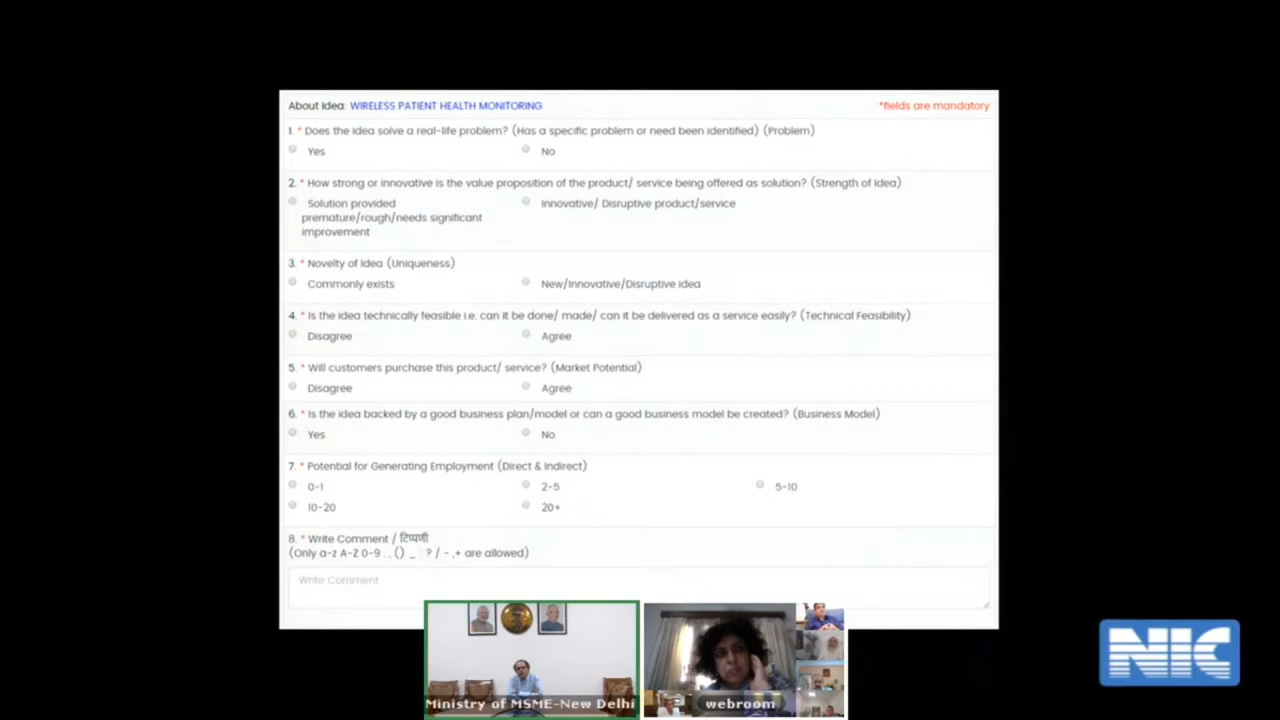 About Idea: WIRELESS PATIENT HEALTH MONITORING *fields are mandatory
1. * Does the idea solve a real-life problem? (Has a specific problem or need been identified) (Problem)
Yes No
2. * How strong or innovative is the value proposition of the product/ service being offered as solution? (Strength of Idea)
Solution provided Innovative/ Disruptive product/service
premature/rough/needs significant
improvement
3. * Novelty of Idea (Uniqueness)
Commonly exists New/Innovative/Disruptive idea
4. * Is the idea technically feasible i.e. can it be done/ made/ can it be delivered as a service easily? (Technical Feasibility)
Disagree Agree
5. * Will customers purchase this product/ service? (Market Potential)
Disagree Agree
6. * Is the idea backed by a good business plan/model or can a good business model be created? (Business Model)
Yes No
7. * Potential for Generating Employment (Direct & Indirect)
0-1 2-5 5-10
10-20 20+
8. * Write Comment / टिप्पणी
(Only a-z A-Z 0-9 . , () _ : ? / - ,+ are allowed)
Write Comment
Ministry of MSME-New Delhi webroom
NIC